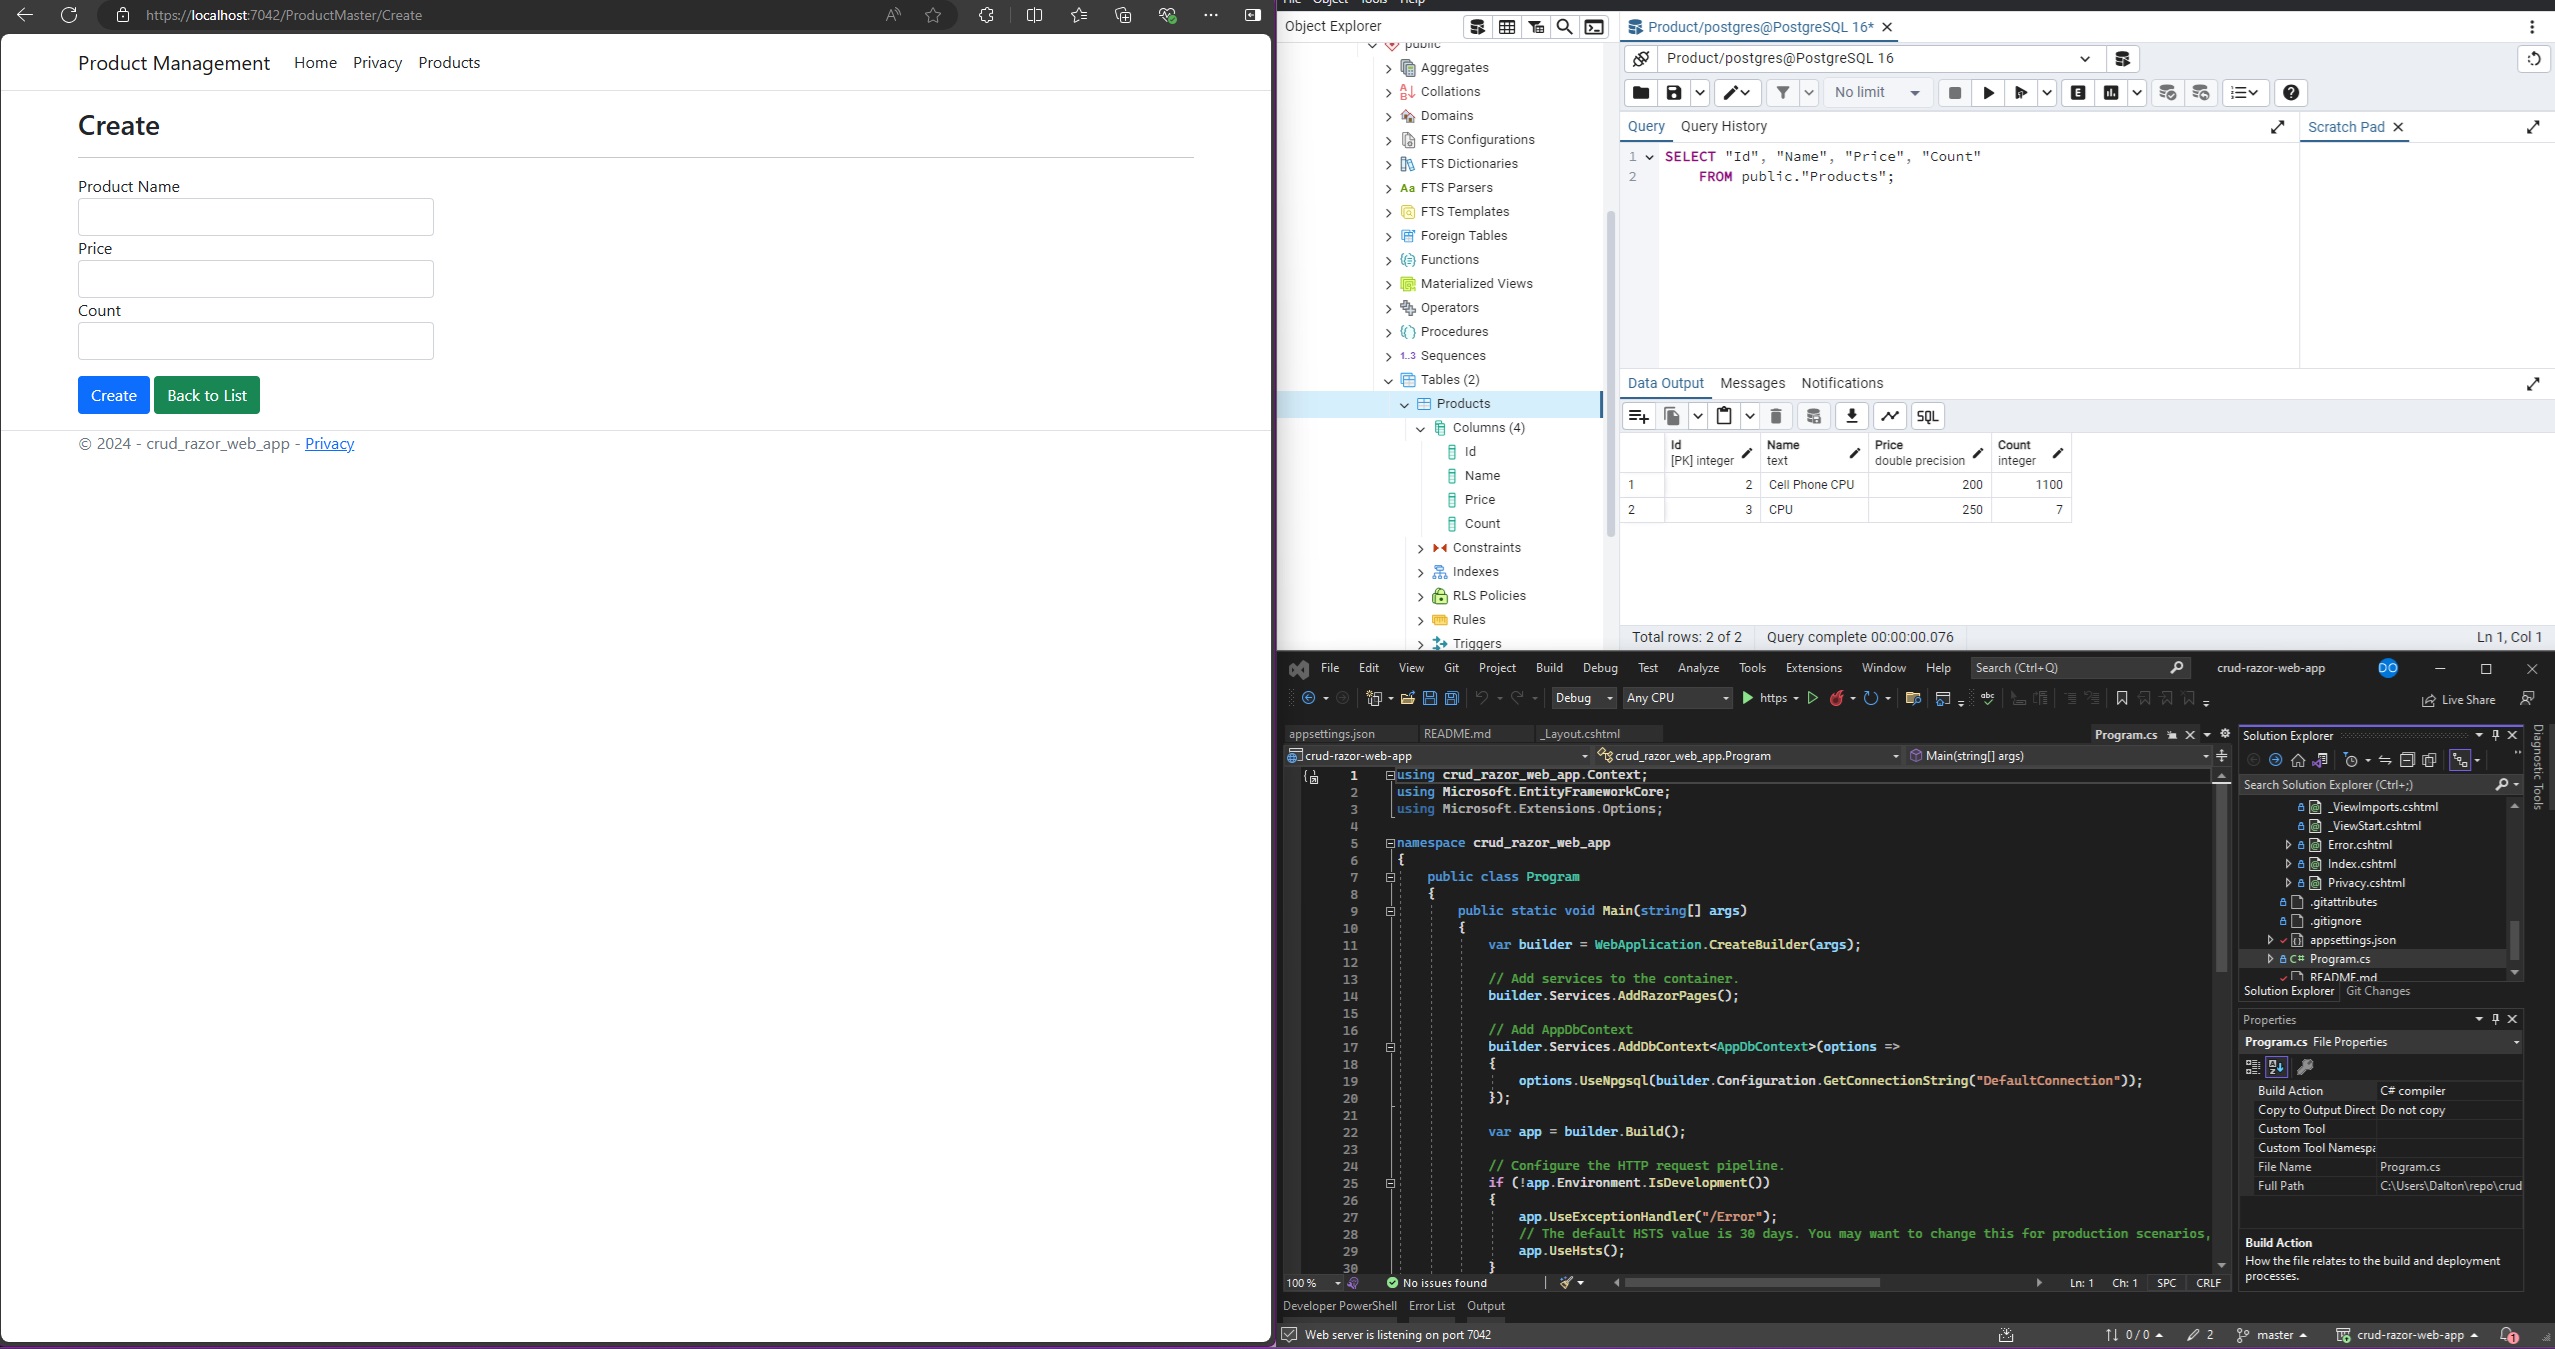 https://localhost:7042/ProductMaster/Create
Product Management Home Privacy Products
Create
Product Name
Price
Count
Create Back to List
© 2024 - crud_razor_web_app - Privacy
Object Tools Help
Object Explorer
public
Aggregates
Collations
Domains
FTS Configurations
FTS Dictionaries
Aa FTS Parsers
FTS Templates
Foreign Tables
Functions
Materialized Views
Operators
Procedures
1..3 Sequences
Tables (2)
Products
Columns (4)
Id
Name
Price
Count
Constraints
Indexes
RLS Policies
Rules
Triggers
Product/postgres@PostgreSQL 16*
Product/postgres@PostgreSQL 16
No limit
Query Query History
Scratch Pad
1 SELECT "Id", "Name", "Price", "Count"
2 FROM public."Products";
Data Output Messages Notifications
SQL
Id Name Price Count
[PK] integer text double precision integer
1 2 Cell Phone CPU 200 1100
2 3 CPU 250 7
Total rows: 2 of 2 Query complete 00:00:00.076 Ln 1, Col 1
File Edit View Git Project Build Debug Test Analyze Tools Extensions Window Help Search (Ctrl+Q) crud-razor-web-app DO
Debug Any CPU https Live Share
appsettings.json README.md _Layout.cshtml Program.cs
crud-razor-web-app crud_razor_web_app.Program Main(string[] args)
1 using crud_razor_web_app.Context;
2 using Microsoft.EntityFrameworkCore;
3 using Microsoft.Extensions.Options;
4
5 namespace crud_razor_web_app
6 {
7 public class Program
8 {
9 public static void Main(string[] args)
10 {
11 var builder = WebApplication.CreateBuilder(args);
12
13 // Add services to the container.
14 builder.Services.AddRazorPages();
15
16 // Add AppDbContext
17 builder.Services.AddDbContext<AppDbContext>(options =>
18 {
19 options.UseNpgsql(builder.Configuration.GetConnectionString("DefaultConnection"));
20 });
21
22 var app = builder.Build();
23
24 // Configure the HTTP request pipeline.
25 if (!app.Environment.IsDevelopment())
26 {
27 app.UseExceptionHandler("/Error");
28 // The default HSTS value is 30 days. You may want to change this for production scenarios,
29 app.UseHsts();
30 }
100 % No issues found Ln: 1 Ch: 1 SPC CRLF
Developer PowerShell Error List Output
Solution Explorer
Search Solution Explorer (Ctrl+;)
_ViewImports.cshtml
_ViewStart.cshtml
Error.cshtml
Index.cshtml
Privacy.cshtml
.gitattributes
.gitignore
appsettings.json
C# Program.cs
README.md
Solution Explorer Git Changes
Properties
Program.cs File Properties
Build Action C# compiler
Copy to Output Direct Do not copy
Custom Tool
Custom Tool Namespa
File Name Program.cs
Full Path C:\Users\Dalton\repo\crud
Build Action
How the file relates to the build and deployment
processes.
Diagnostic Tools
Web server is listening on port 7042 0 / 0 2 master crud-razor-web-app 1